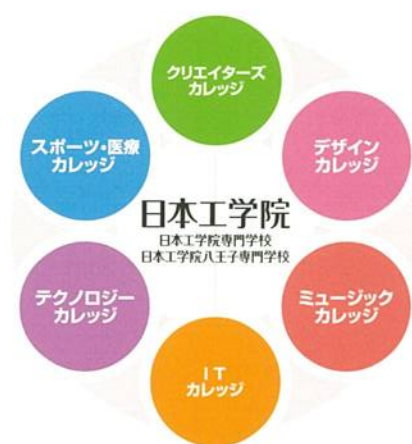 クリエイターズ
カレッジ
スポーツ・医療
カレッジ
デザイン
カレッジ
日本工学院
日本工学院専門学校
日本工学院八王子専門学校
テクノロジー
カレッジ
ミュージック
カレッジ
IT
カレッジ